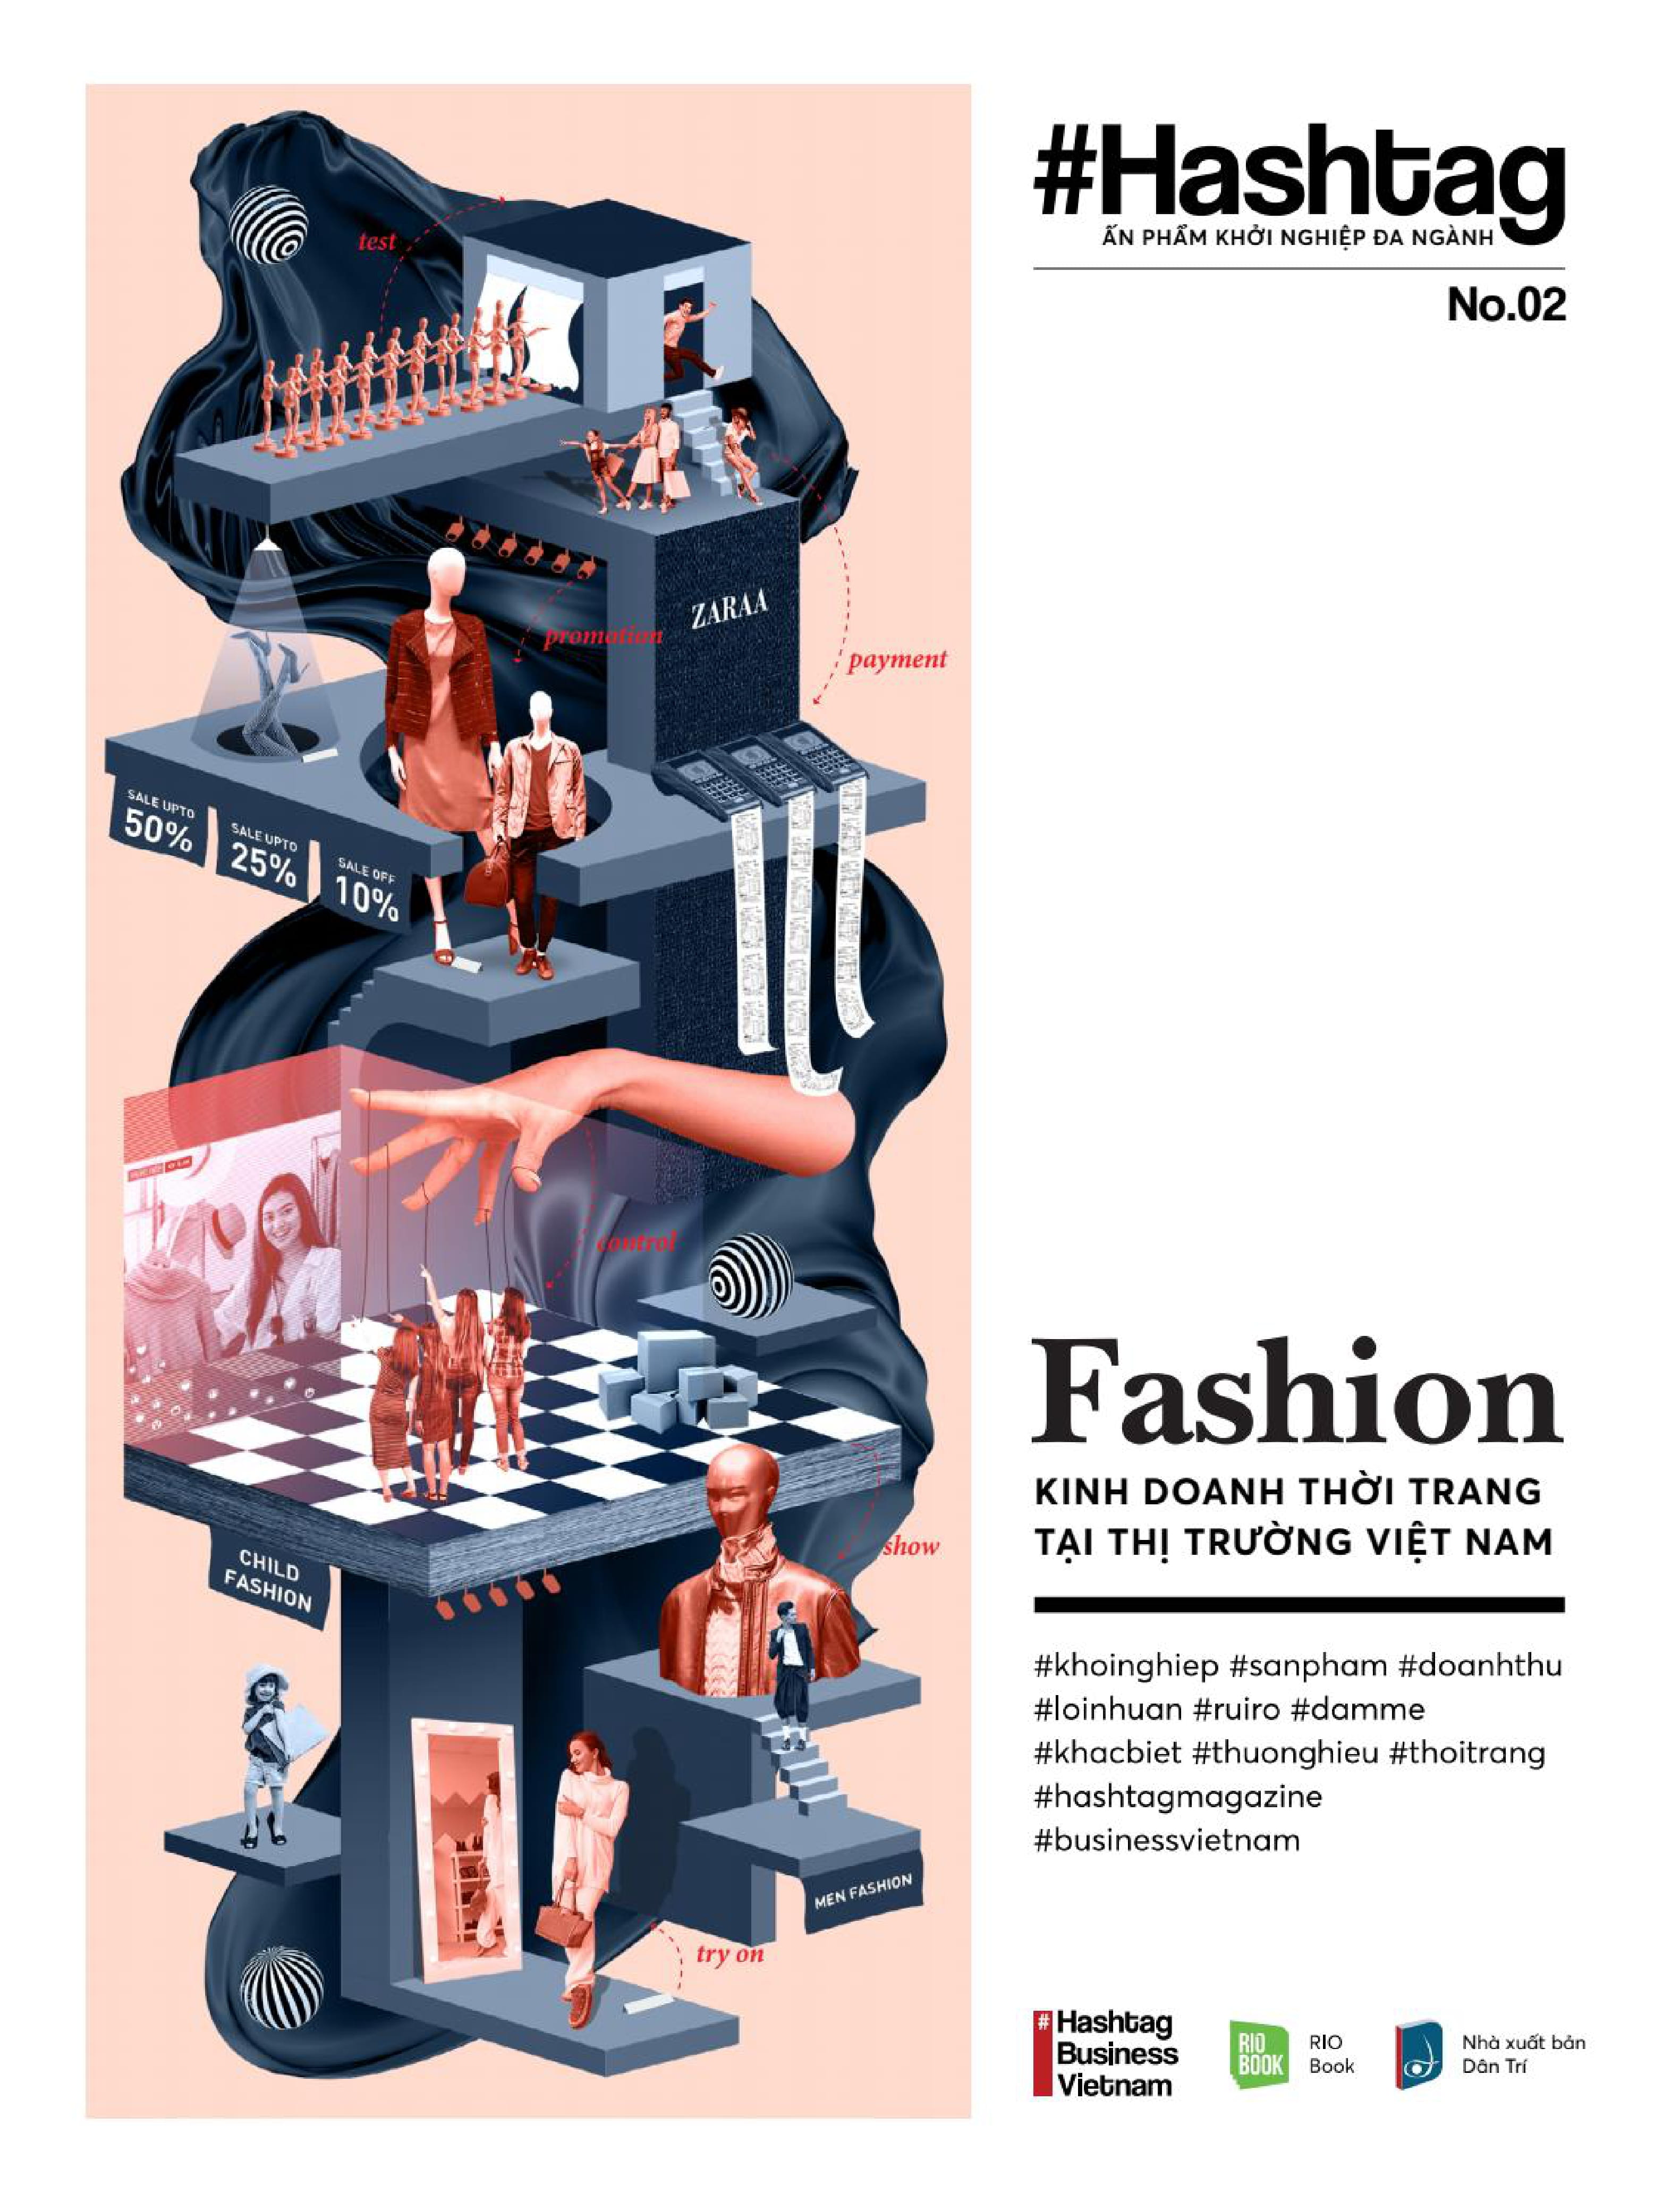 #Hashtag
ẤN PHẨM KHỞI NGHIỆP ĐA NGÀNH
No.02
test
promotion
ZARAA
payment
SALE UPTO
50%
SALE UPTO
25%
SALE OFF
10%
control
show
CHILD
FASHION
MEN FASHION
try on
Fashion
KINH DOANH THỜI TRANG
TẠI THỊ TRƯỜNG VIỆT NAM
#khoinghiep #sanpham #doanhthu
#loinhuan #ruiro #damme
#khacbiet #thuonghieu #thoitrang
#hashtagmagazine
#businessvietnam
# Hashtag
Business
Vietnam
RIO
BOOK
RIO
Book
Nhà xuất bản
Dân Trí